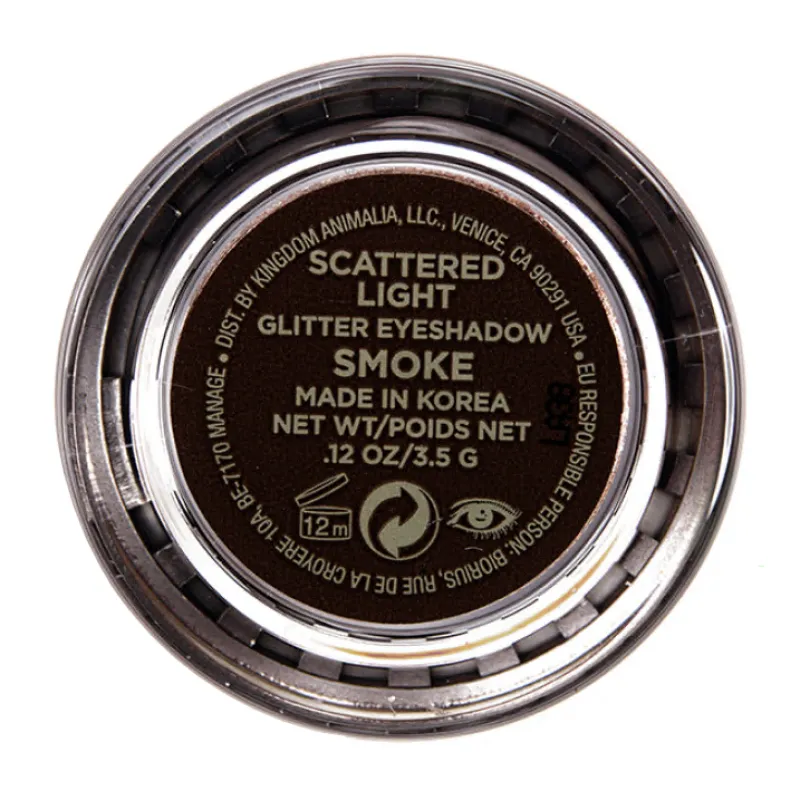 • DIST. BY KINGDOM ANIMALIA, LLC., VENICE, CA 90291 USA • EU RESPONSIBLE PERSON: BIORIUS, RUE DE LA CROYERE 10A, BE-7170 MANAGE
SCATTERED
LIGHT
GLITTER EYESHADOW
SMOKE
MADE IN KOREA
NET WT/POIDS NET
.12 OZ/3.5 G
12 m